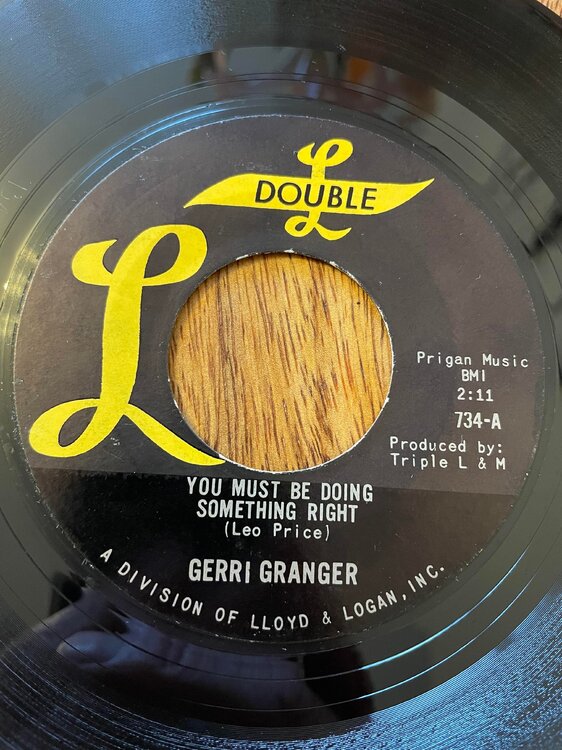 L
DOUBLE
L
Prigan Music
BMI
2:11
734-A
Produced by:
Triple L & M
YOU MUST BE DOING
SOMETHING RIGHT
(Leo Price)
GERRI GRANGER
A DIVISION OF LLOYD & LOGAN, INC.